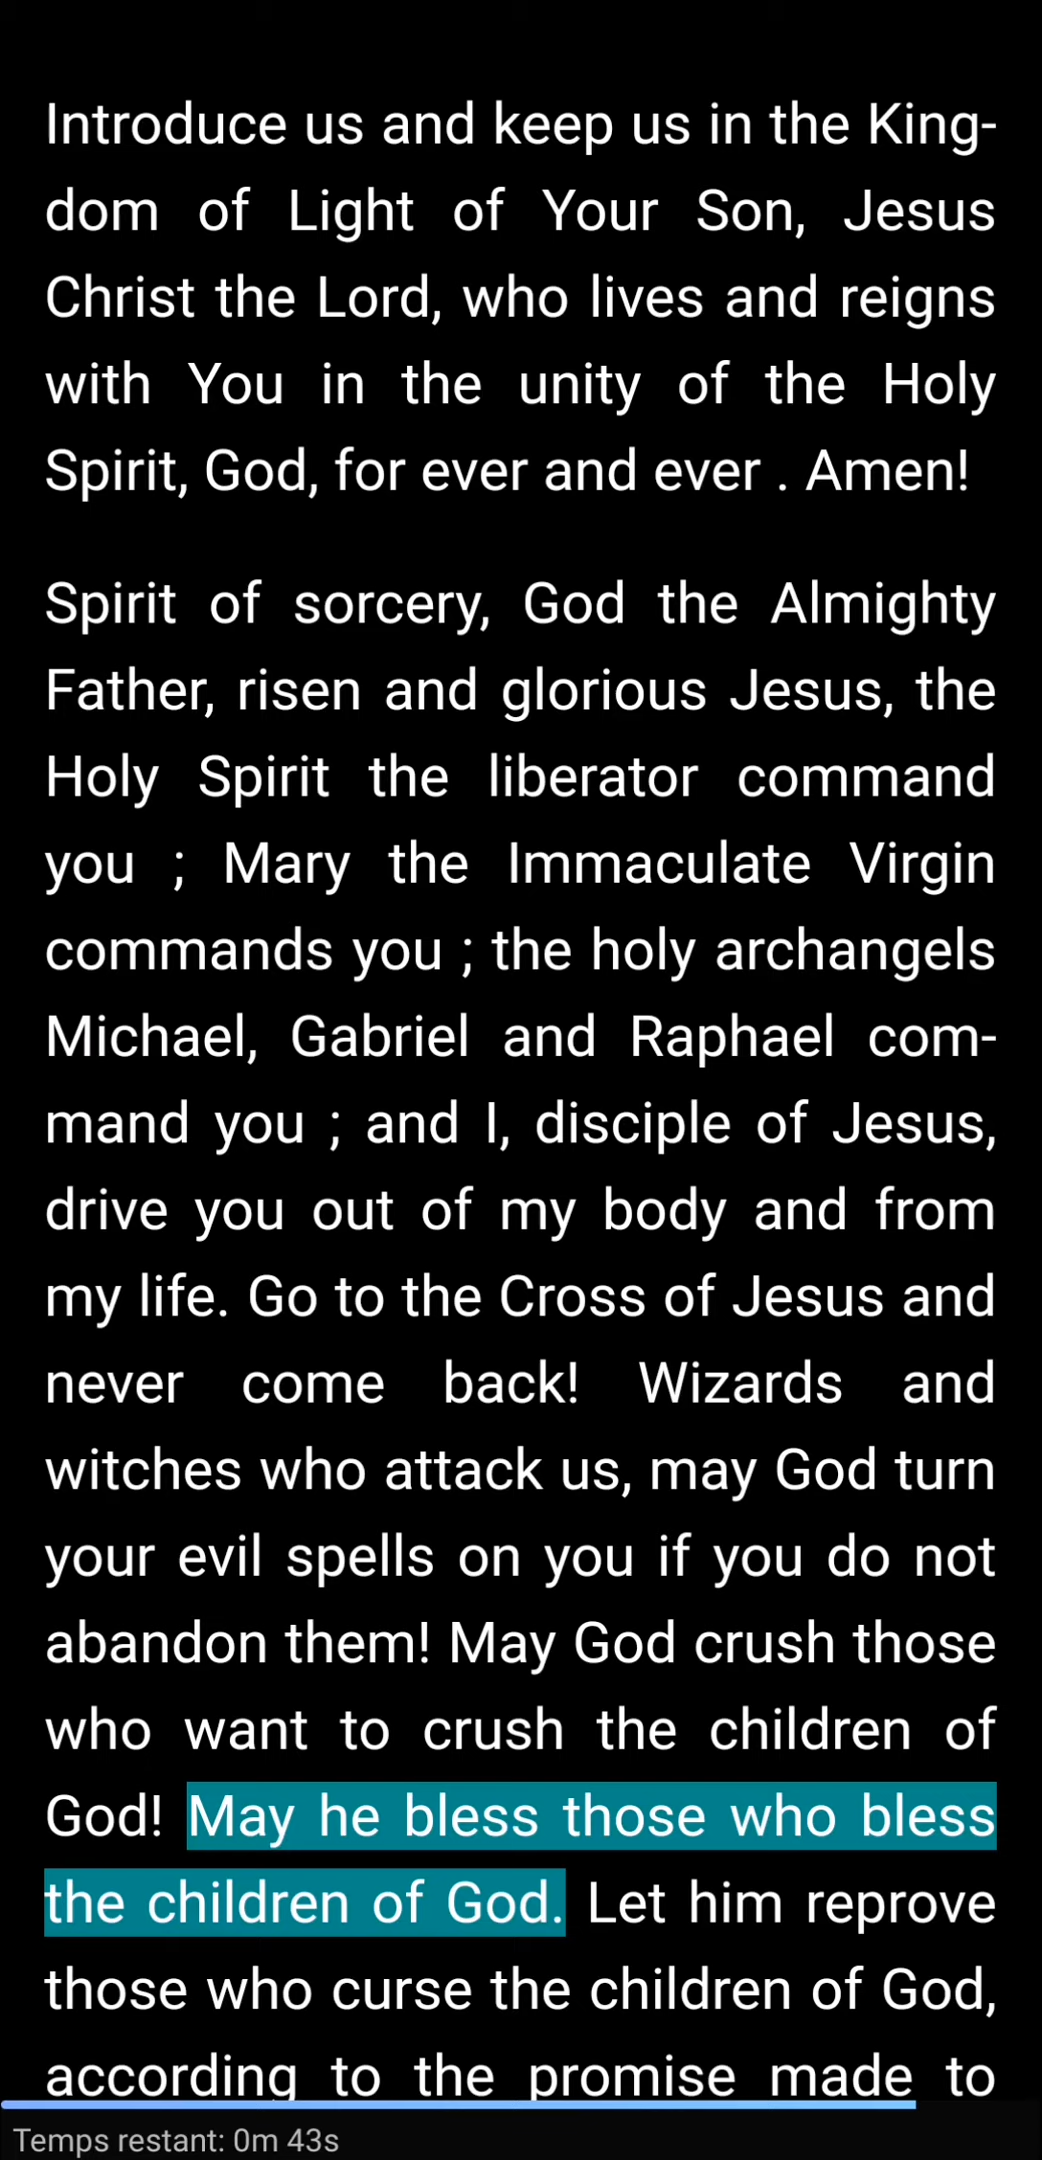 Introduce us and keep us in the King-
dom of Light of Your Son, Jesus
Christ the Lord, who lives and reigns
with You in the unity of the Holy
Spirit, God, for ever and ever . Amen!
Spirit of sorcery, God the Almighty
Father, risen and glorious Jesus, the
Holy Spirit the liberator command
you ; Mary the Immaculate Virgin
commands you ; the holy archangels
Michael, Gabriel and Raphael com-
mand you ; and I, disciple of Jesus,
drive you out of my body and from
my life. Go to the Cross of Jesus and
never come back! Wizards and
witches who attack us, may God turn
your evil spells on you if you do not
abandon them! May God crush those
who want to crush the children of
God! May he bless those who bless
the children of God. Let him reprove
those who curse the children of God,
according to the promise made to
Temps restant: 0m 43s